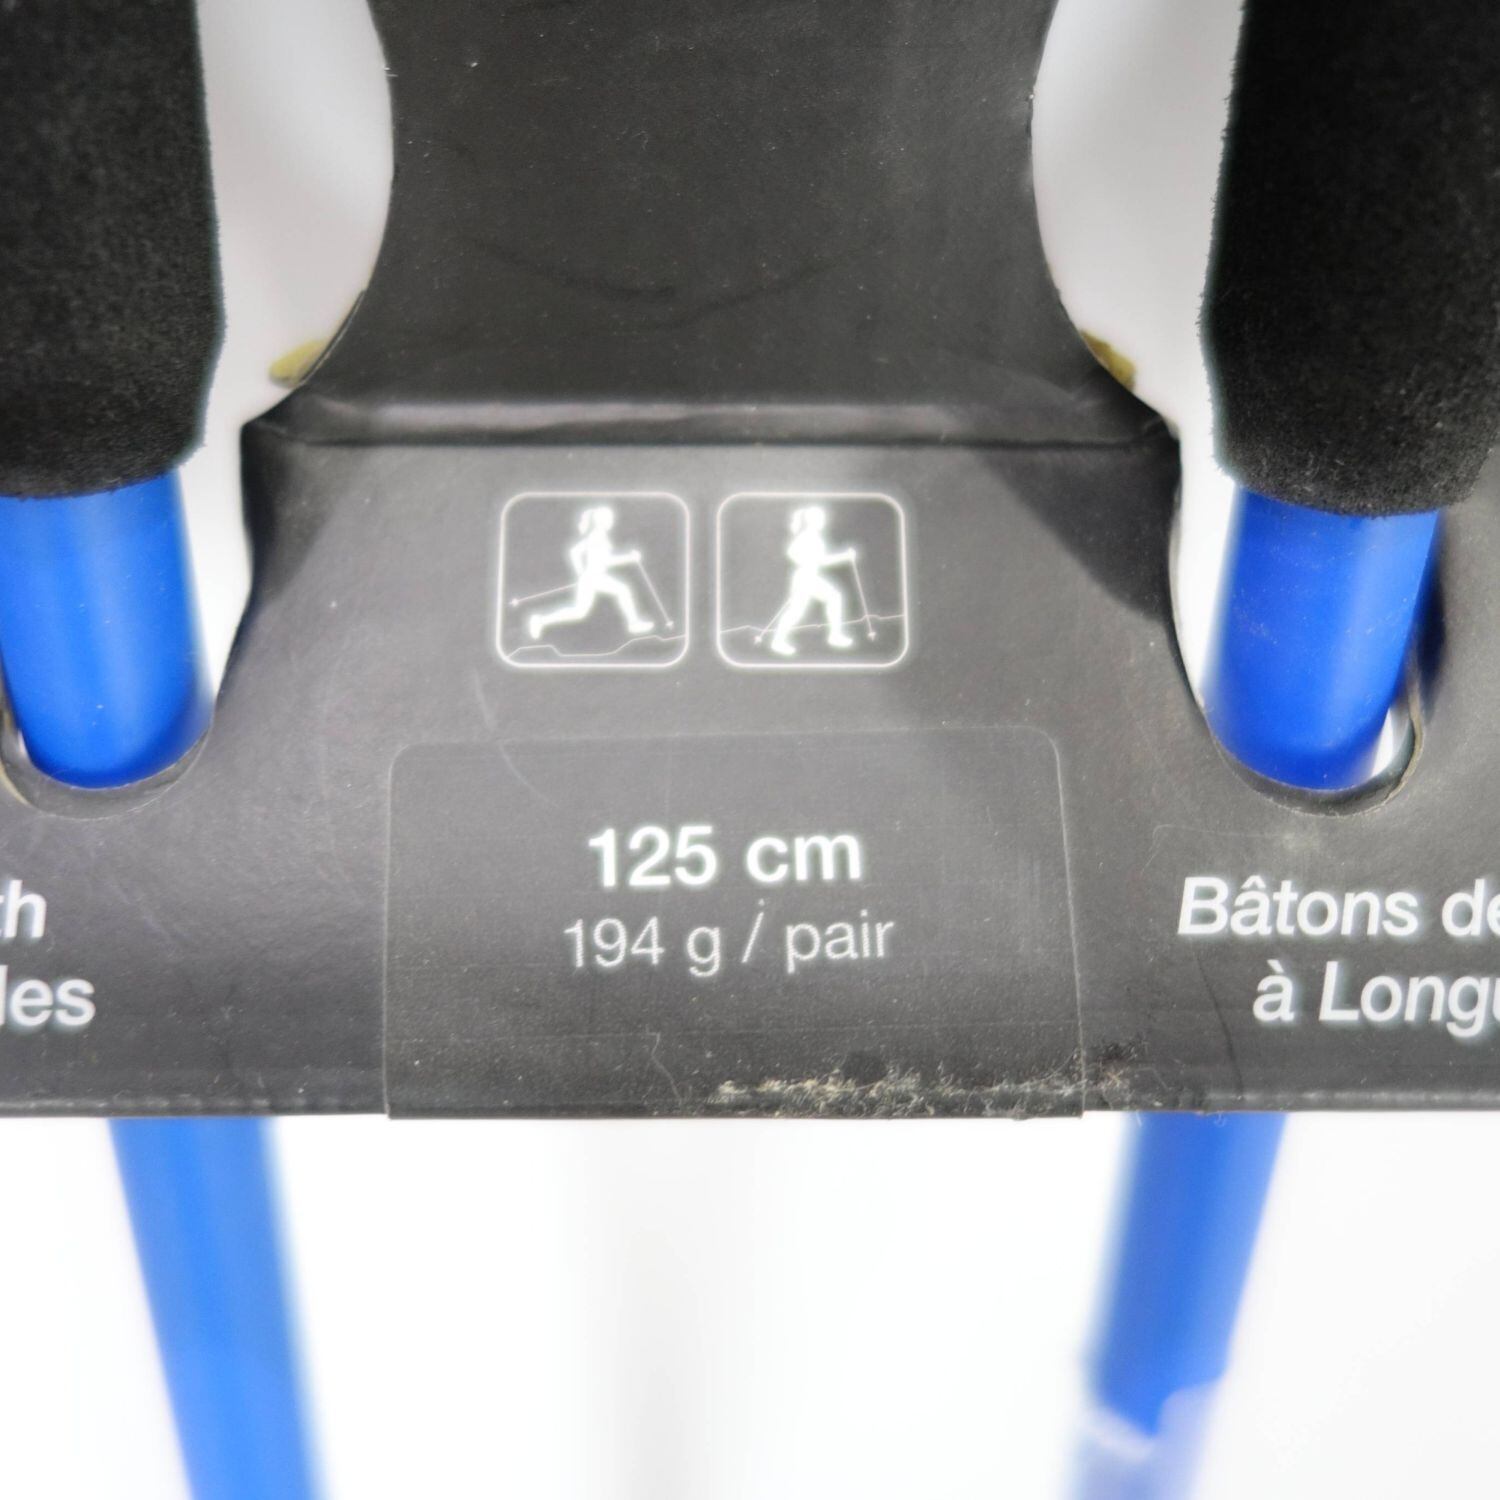 125 cm
194 g / pair
Bâtons de
à Longu